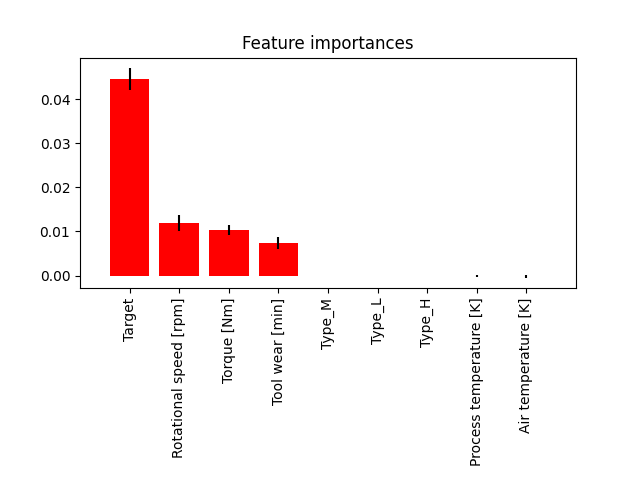 Feature importances
0.04
0.03
0.02
0.01
0.00
Target
Rotational speed [rpm]
Torque [Nm]
Tool wear [min]
Type_M
Type_L
Type_H
Process temperature [K]
Air temperature [K]